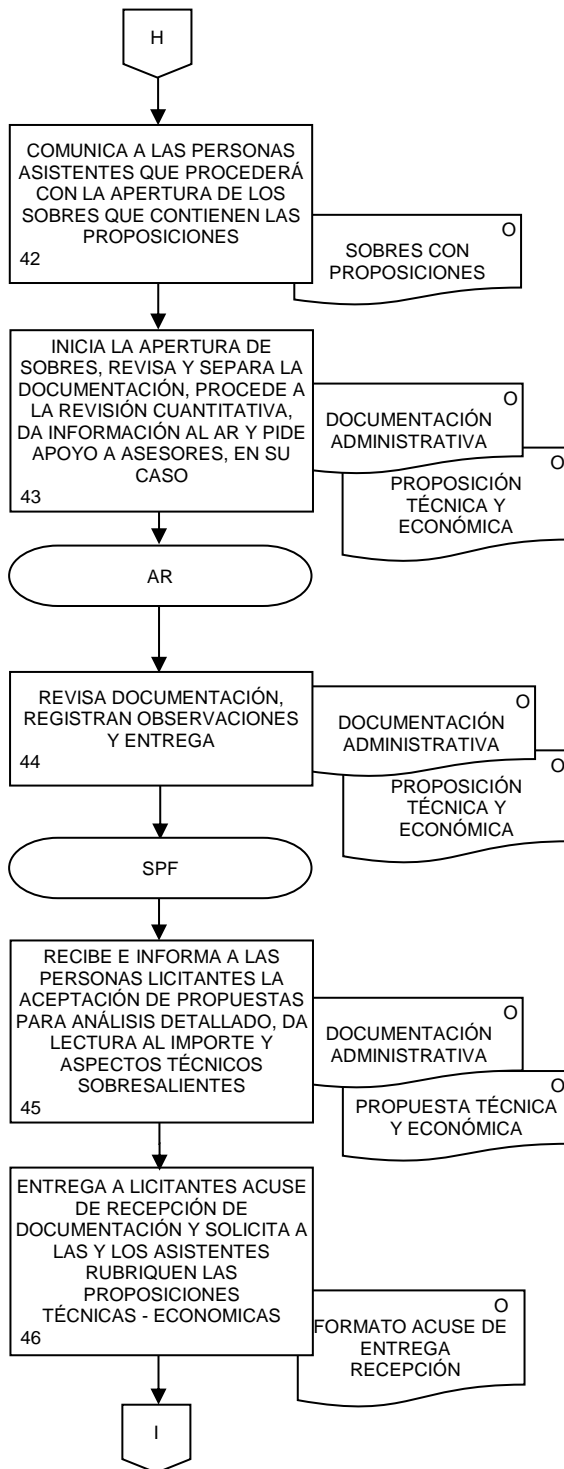 H
COMUNICA A LAS PERSONAS
ASISTENTES QUE PROCEDERÁ
CON LA APERTURA DE LOS
SOBRES QUE CONTIENEN LAS
PROPOSICIONES
42
O
SOBRES CON
PROPOSICIONES
INICIA LA APERTURA DE
SOBRES, REVISA Y SEPARA LA
DOCUMENTACIÓN, PROCEDE A
LA REVISIÓN CUANTITATIVA,
DA INFORMACIÓN AL AR Y PIDE
APOYO A ASESORES, EN SU
CASO
43
O
DOCUMENTACIÓN
ADMINISTRATIVA
O
PROPOSICIÓN
TÉCNICA Y
ECONÓMICA
AR
REVISA DOCUMENTACIÓN,
REGISTRAN OBSERVACIONES
Y ENTREGA
44
O
DOCUMENTACIÓN
ADMINISTRATIVA
O
PROPOSICIÓN
TÉCNICA Y
ECONÓMICA
SPF
RECIBE E INFORMA A LAS
PERSONAS LICITANTES LA
ACEPTACIÓN DE PROPUESTAS
PARA ANÁLISIS DETALLADO, DA
LECTURA AL IMPORTE Y
ASPECTOS TÉCNICOS
SOBRESALIENTES
45
O
DOCUMENTACIÓN
ADMINISTRATIVA
O
PROPUESTA TÉCNICA
Y ECONÓMICA
ENTREGA A LICITANTES ACUSE
DE RECEPCIÓN DE
DOCUMENTACIÓN Y SOLICITA A
LAS Y LOS ASISTENTES
RUBRIQUEN LAS
PROPOSICIONES
TÉCNICAS - ECONOMICAS
46
O
FORMATO ACUSE DE
ENTREGA
RECEPCIÓN
I